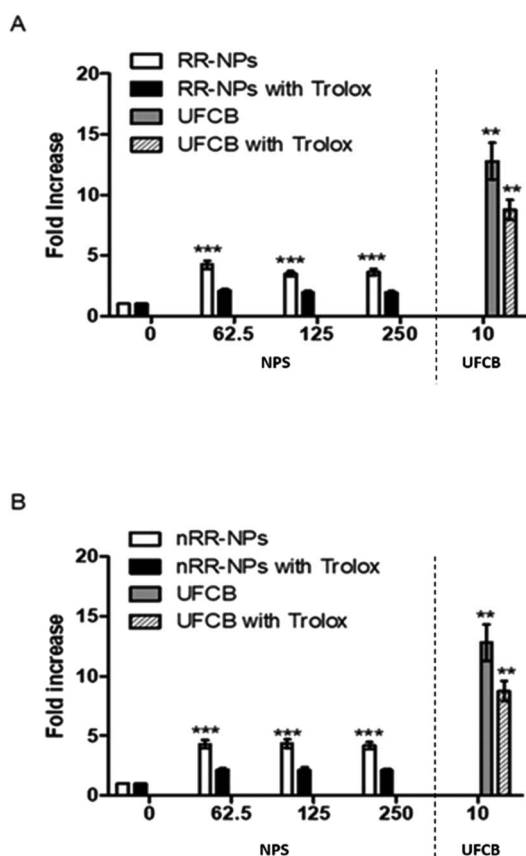 A
RR-NPs
RR-NPs with Trolox
UFCB
UFCB with Trolox
Fold Increase
20
15
10
5
0
***
***
***
**
**
0 62.5 125 250 10
NPS UFCB
B
nRR-NPs
nRR-NPs with Trolox
UFCB
UFCB with Trolox
Fold increase
20
15
10
5
0
***
***
***
**
**
0 62.5 125 250 10
NPS UFCB